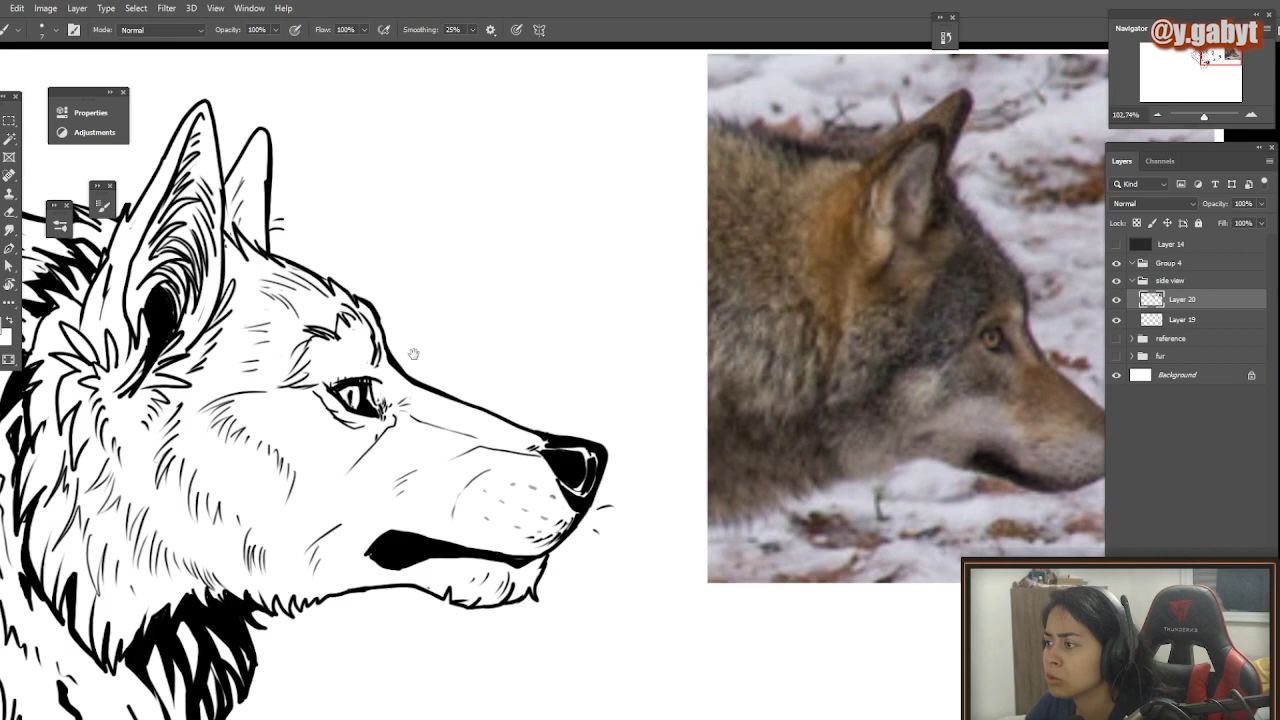 Edit Image Layer Type Select Filter 3D View Window Help
Mode: Normal Opacity: 100% Flow: 100% Smoothing: 25%
Navigator
@y.gabyt
102.74%
Properties
Adjustments
Layers Channels
Kind
Normal Opacity: 100%
Lock: Fill: 100%
Layer 14
Group 4
side view
Layer 20
Layer 19
reference
fur
Background
THUNDERX3